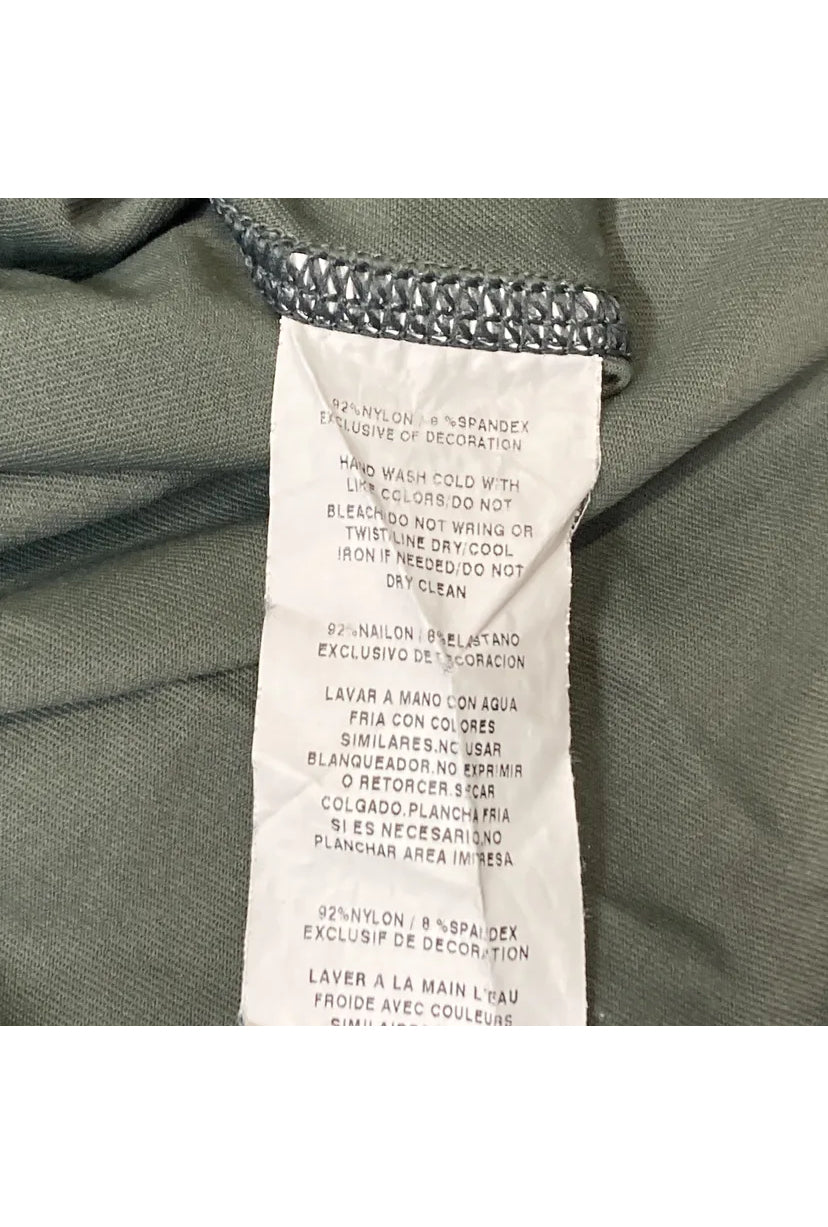 92%NYLON / 8 %SPANDEX
EXCLUSIVE OF DECORATION
HAND WASH COLD WITH
LIKE COLORS/DO NOT
BLEACH/DO NOT WRING OR
TWIST/LINE DRY/COOL
IRON IF NEEDED/DO NOT
DRY CLEAN
92%NAILON / 8%ELASTANO
EXCLUSIVO DE DECORACION
LAVAR A MANO CON AGUA
FRIA CON COLORES
SIMILARES.NO USAR
BLANQUEADOR.NO EXPRIMIR
O RETORCER.SECAR
COLGADO.PLANCHA FRIA
SI ES NECESARIO.NO
PLANCHAR AREA IMPRESA
92%NYLON / 8 %SPANDEX
EXCLUSIF DE DECORATION
LAVER A LA MAIN L'EAU
FROIDE AVEC COULEURS